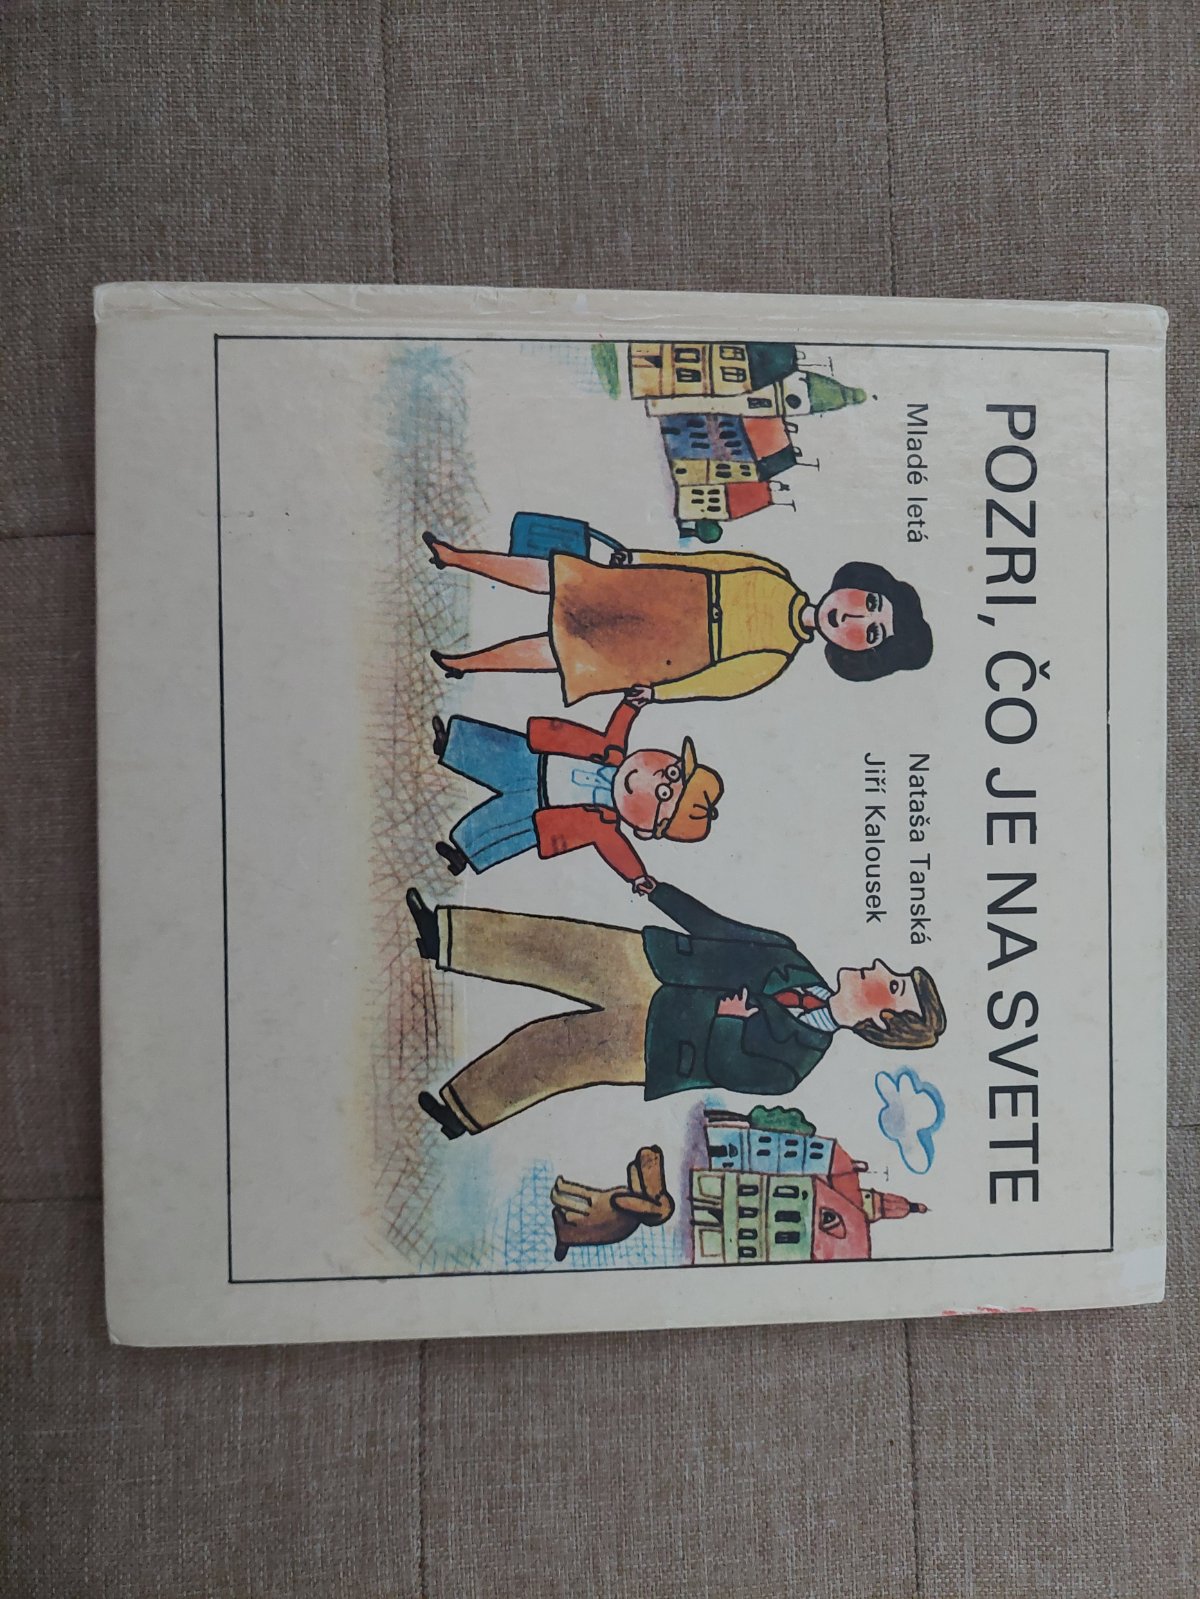 POZRI, ČO JE NA SVETE
Mladé letá
Nataša Tanská
Jiří Kalousek